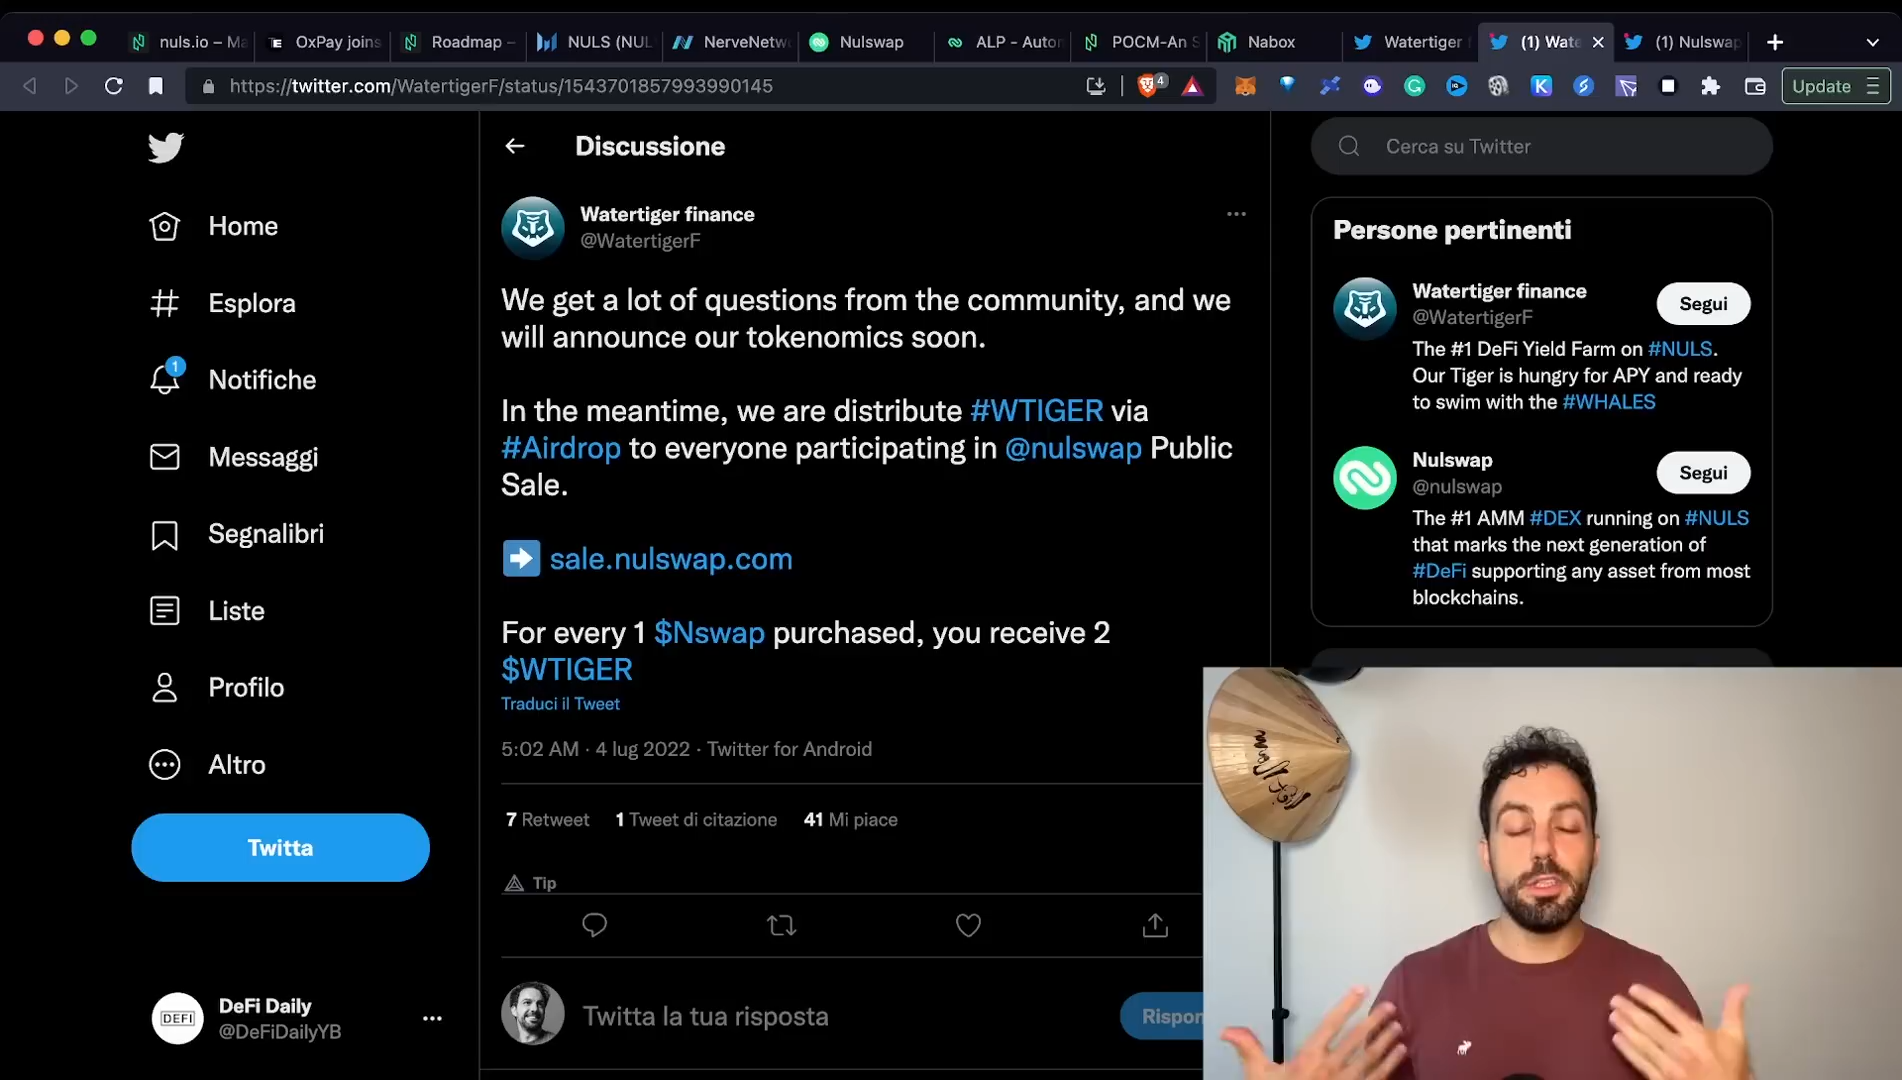 nuls.io – Ma
OxPay joins
Roadmap –
NULS (NUL
NerveNetw
Nulswap
ALP - Auton
POCM-An S
Nabox
Watertiger
(1) Wate
(1) Nulswap
https://twitter.com/WatertigerF/status/1543701857993990145
4
Update
Home
Esplora
1
Notifiche
Messaggi
Segnalibri
Liste
Profilo
Altro
Twitta
DEFI
DeFi Daily
@DeFiDailyYB
Discussione
Watertiger finance
@WatertigerF
We get a lot of questions from the community, and we
will announce our tokenomics soon.
In the meantime, we are distribute #WTIGER via
#Airdrop to everyone participating in @nulswap Public
Sale.
sale.nulswap.com
For every 1 $Nswap purchased, you receive 2
$WTIGER
Traduci il Tweet
5:02 AM · 4 lug 2022 · Twitter for Android
7 Retweet 1 Tweet di citazione 41 Mi piace
Tip
Twitta la tua risposta
Rispon
Cerca su Twitter
Persone pertinenti
Watertiger finance
@WatertigerF
Segui
The #1 DeFi Yield Farm on #NULS.
Our Tiger is hungry for APY and ready
to swim with the #WHALES
Nulswap
@nulswap
Segui
The #1 AMM #DEX running on #NULS
that marks the next generation of
#DeFi supporting any asset from most
blockchains.